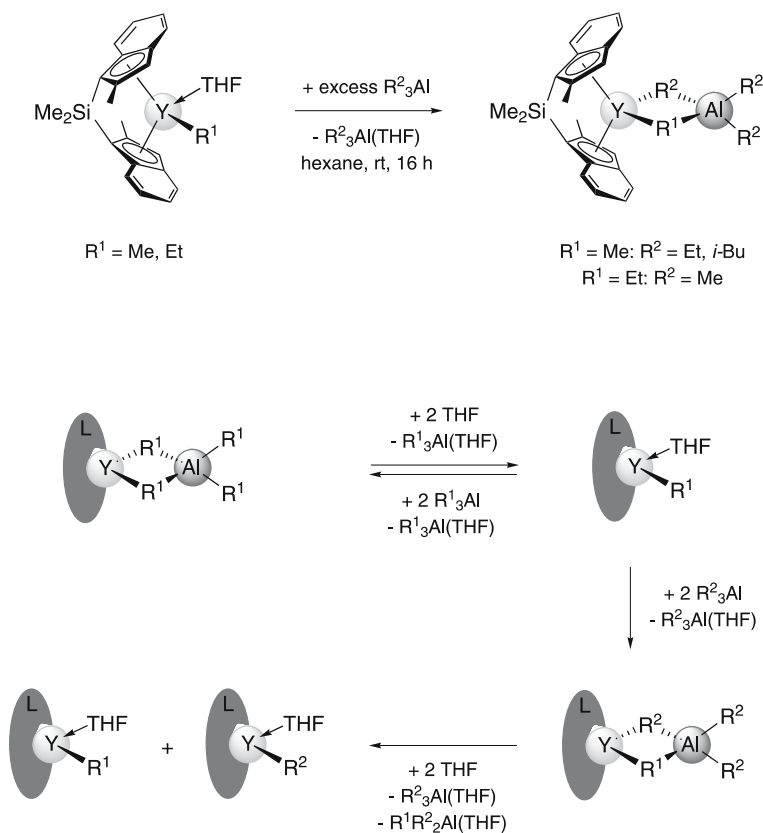 Me₂Si
Y
THF
R¹
+ excess R²₃Al
- R²₃Al(THF)
hexane, rt, 16 h
Me₂Si
Y
R²
R¹
Al
R²
R²
R¹ = Me, Et
R¹ = Me: R² = Et, i-Bu
R¹ = Et: R² = Me
L
Y
R¹
R¹
Al
R¹
R¹
+ 2 THF
- R¹₃Al(THF)
+ 2 R¹₃Al
- R¹₃Al(THF)
L
Y
THF
R¹
+ 2 R²₃Al
- R²₃Al(THF)
L
Y
THF
R¹
+
L
Y
THF
R²
+ 2 THF
- R²₃Al(THF)
- R¹R²₂Al(THF)
L
Y
R²
R¹
Al
R²
R²